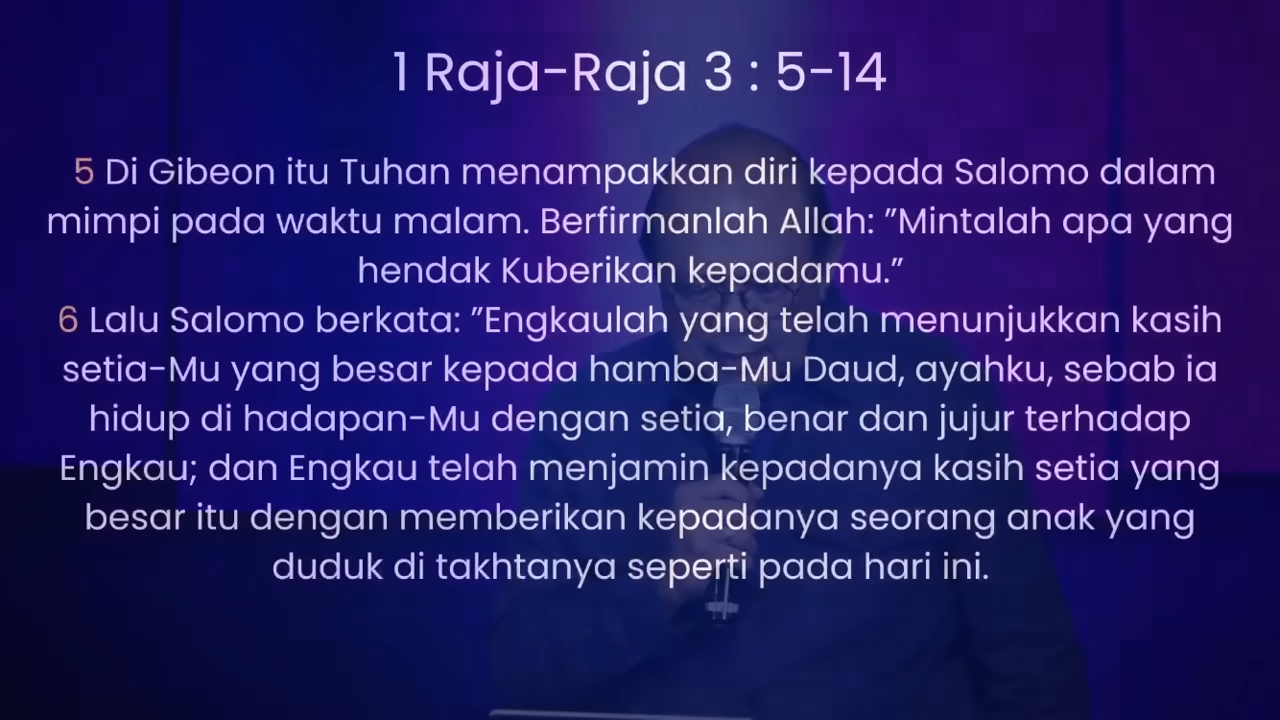 1 Raja-Raja 3 : 5-14
5 Di Gibeon itu Tuhan menampakkan diri kepada Salomo dalam
mimpi pada waktu malam. Berfirmanlah Allah: ”Mintalah apa yang
hendak Kuberikan kepadamu.”
6 Lalu Salomo berkata: ”Engkaulah yang telah menunjukkan kasih
setia-Mu yang besar kepada hamba-Mu Daud, ayahku, sebab ia
hidup di hadapan-Mu dengan setia, benar dan jujur terhadap
Engkau; dan Engkau telah menjamin kepadanya kasih setia yang
besar itu dengan memberikan kepadanya seorang anak yang
duduk di takhtanya seperti pada hari ini.